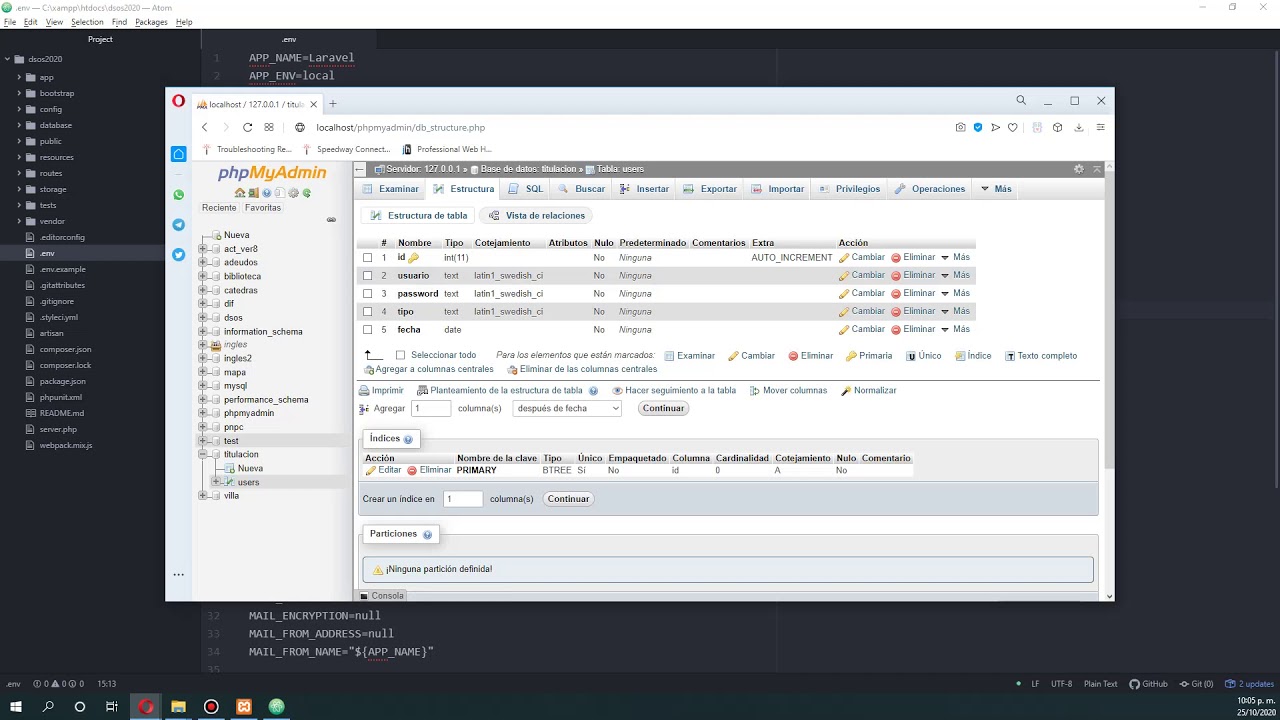 .env — C:\xampp\htdocs\dsos2020 — Atom
File Edit View Selection Find Packages Help
Project
.env
dsos2020
app
bootstrap
config
database
public
resources
routes
storage
tests
vendor
.editorconfig
.env
.env.example
.gitattributes
.gitignore
.styleci.yml
artisan
composer.json
composer.lock
package.json
phpunit.xml
README.md
server.php
webpack.mix.js
1 APP_NAME=Laravel
2 APP_ENV=local
localhost / 127.0.0.1 / titula
localhost/phpmyadmin/db_structure.php
Troubleshooting Re... Speedway Connect... Professional Web H...
phpMyAdmin
Reciente Favoritas
Nueva
act_ver8
adeudos
biblioteca
catedras
dif
dsos
information_schema
ingles
ingles2
mapa
mysql
performance_schema
phpmyadmin
pnpc
test
titulacion
Nueva
users
villa
Servidor: 127.0.0.1 » Base de datos: titulacion » Tabla: users
Examinar Estructura SQL Buscar Insertar Exportar Importar Privilegios Operaciones Más
Estructura de tabla Vista de relaciones
# Nombre Tipo Cotejamiento Atributos Nulo Predeterminado Comentarios Extra Acción
1 id int(11) No Ninguna AUTO_INCREMENT Cambiar Eliminar Más
2 usuario text latin1_swedish_ci No Ninguna Cambiar Eliminar Más
3 password text latin1_swedish_ci No Ninguna Cambiar Eliminar Más
4 tipo text latin1_swedish_ci No Ninguna Cambiar Eliminar Más
5 fecha date No Ninguna Cambiar Eliminar Más
Seleccionar todo Para los elementos que están marcados: Examinar Cambiar Eliminar Primaria Único Índice Texto completo
Agregar a columnas centrales Eliminar de las columnas centrales
Imprimir Planteamiento de la estructura de tabla Hacer seguimiento a la tabla Mover columnas Normalizar
Agregar 1 columna(s) después de fecha Continuar
Índices
Acción Nombre de la clave Tipo Único Empaquetado Columna Cardinalidad Cotejamiento Nulo Comentario
Editar Eliminar PRIMARY BTREE Sí No id 0 A No
Crear un índice en 1 columna(s) Continuar
Particiones
¡Ninguna partición definida!
Consola
32 MAIL_ENCRYPTION=null
33 MAIL_FROM_ADDRESS=null
34 MAIL_FROM_NAME="${APP_NAME}"
35
.env 0 0 0 15:13 LF UTF-8 Plain Text GitHub Git (0) 2 updates
10:05 p. m.
25/10/2020